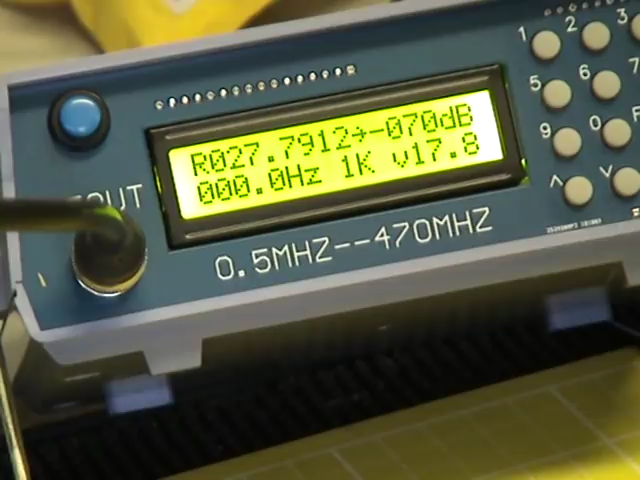 1 2 3
R027.7912+-070dB
5 6 7
000.0Hz 1K v17.8
9 0 F
OUT
0.5MHZ--470MHZ
^ v